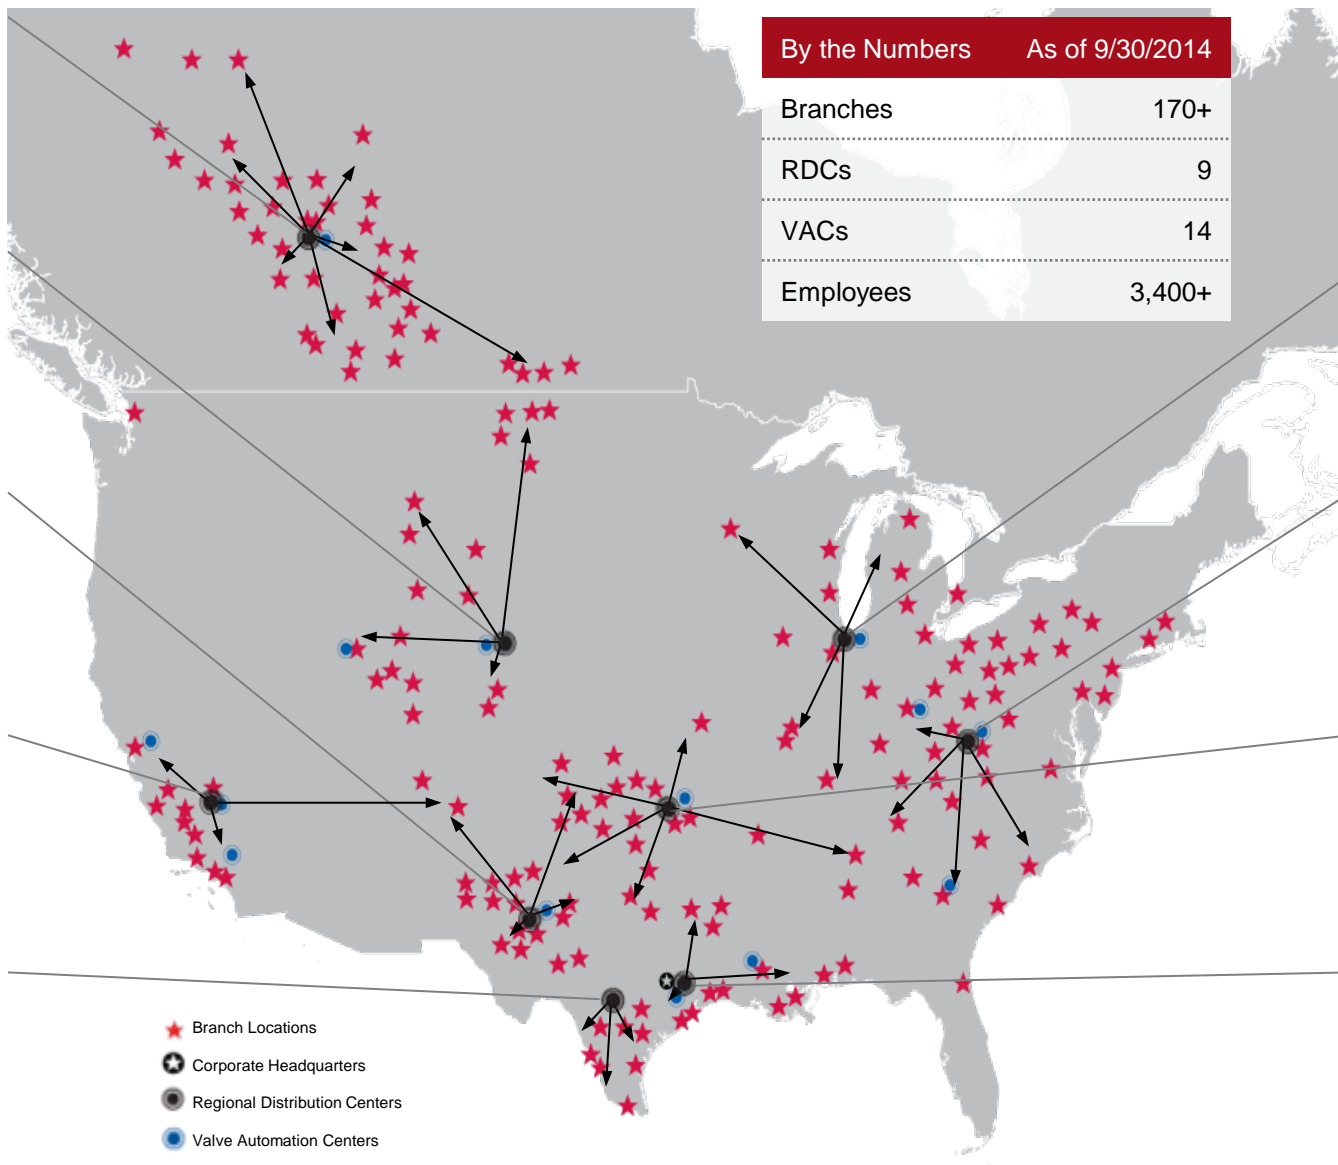 By the Numbers As of 9/30/2014
Branches 170+
RDCs 9
VACs 14
Employees 3,400+
Branch Locations
Corporate Headquarters
Regional Distribution Centers
Valve Automation Centers